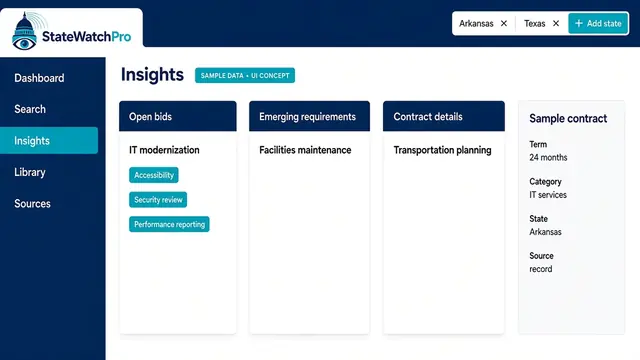 StateWatchPro
Arkansas ✕
Texas ✕
+ Add state
Dashboard
Search
Insights
Library
Sources
Insights
SAMPLE DATA • UI CONCEPT
Open bids
IT modernization
Accessibility
Security review
Performance reporting
Emerging requirements
Facilities maintenance
Contract details
Transportation planning
Sample contract
Term
24 months
Category
IT services
State
Arkansas
Source
record